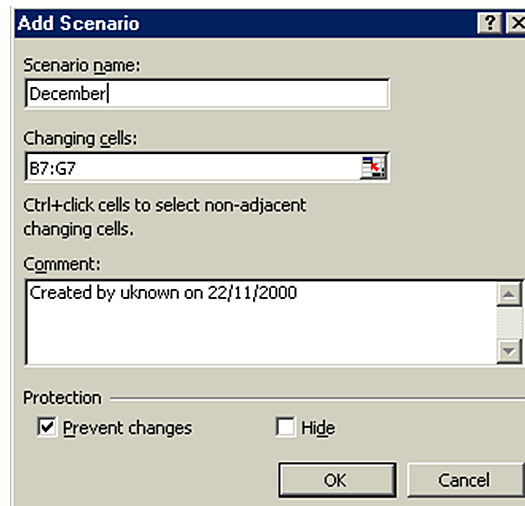 Add Scenario
Scenario name:
December
Changing cells:
B7:G7
Ctrl+click cells to select non-adjacent
changing cells.
Comment:
Created by uknown on 22/11/2000
Protection
Prevent changes
Hide
OK
Cancel